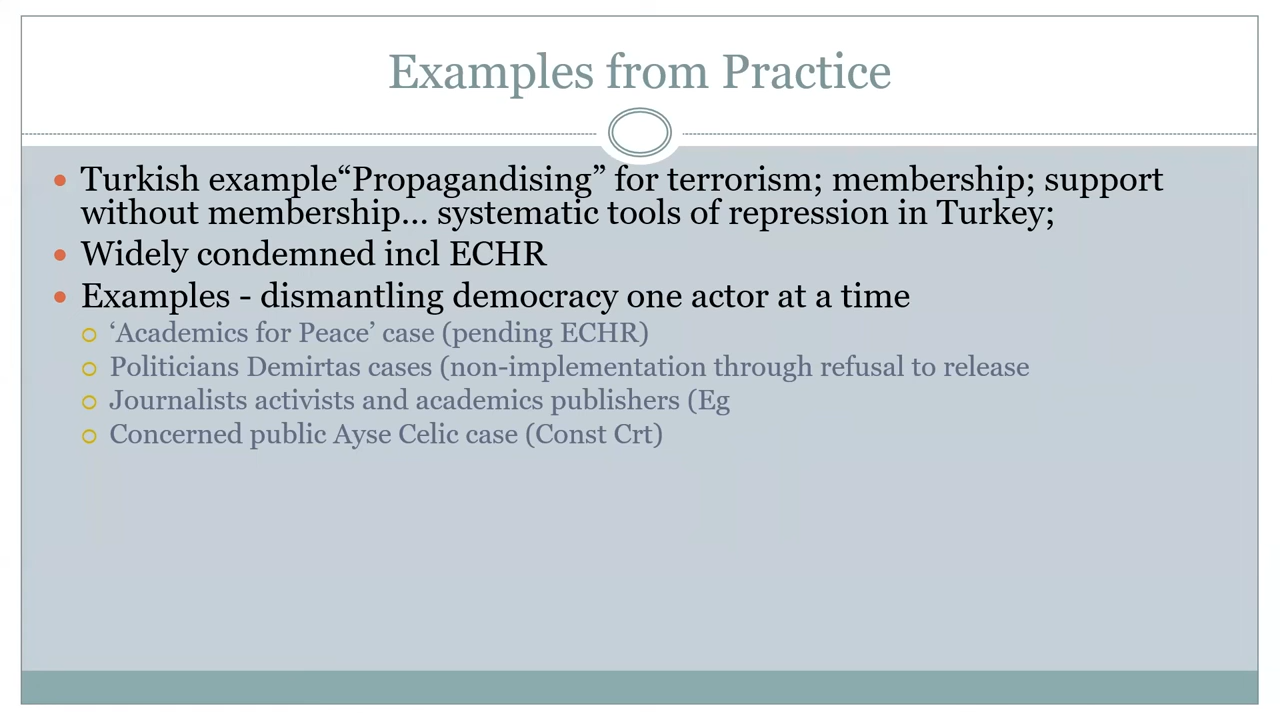 Examples from Practice
Turkish example“Propagandising” for terrorism; membership; support
without membership... systematic tools of repression in Turkey;
Widely condemned incl ECHR
Examples - dismantling democracy one actor at a time
‘Academics for Peace’ case (pending ECHR)
Politicians Demirtas cases (non-implementation through refusal to release
Journalists activists and academics publishers (Eg
Concerned public Ayse Celic case (Const Crt)